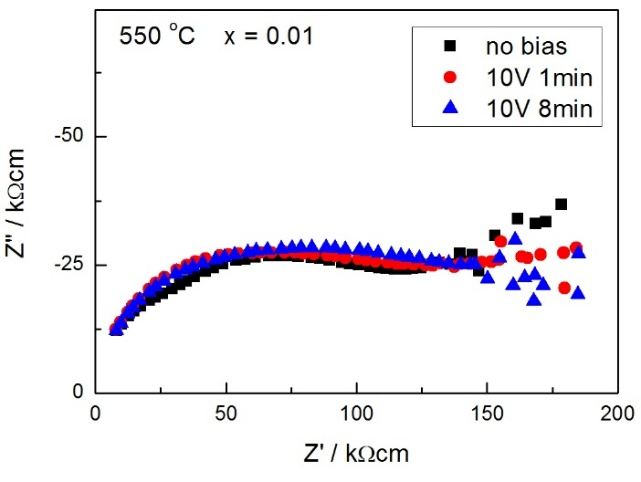 550 °C x = 0.01
no bias
10V 1min
10V 8min
Z" / kΩcm
-50
-25
0
0 50 100 150 200
Z' / kΩcm